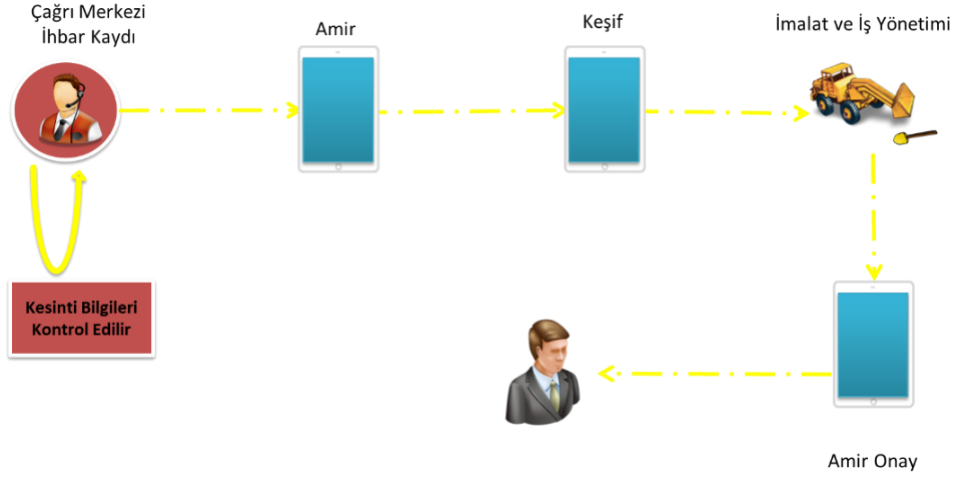 Çağrı Merkezi
İhbar Kaydı
Amir
Keşif
İmalat ve İş Yönetimi
Kesinti Bilgileri
Kontrol Edilir
Amir Onay